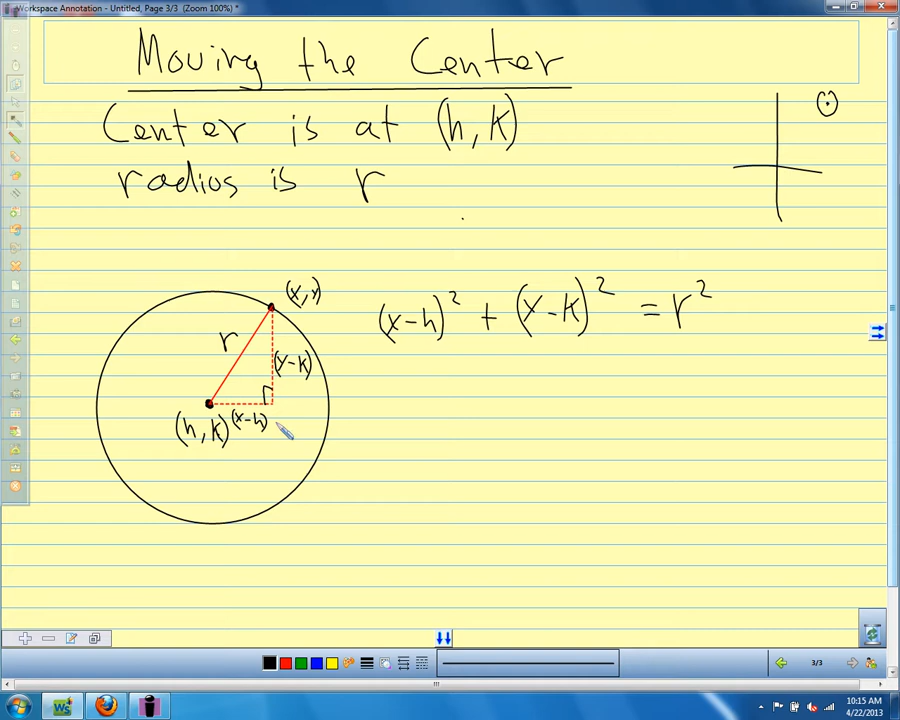 Workspace Annotation - Untitled, Page 3/3 (Zoom 100%) *
Moving the Center
Center is at (h, k)
radius is r
(x, y)
(x-h)² + (y-k)² = r²
r
(y-k)
(h, k)
(x-h)
3/3
10:15 AM
4/22/2013